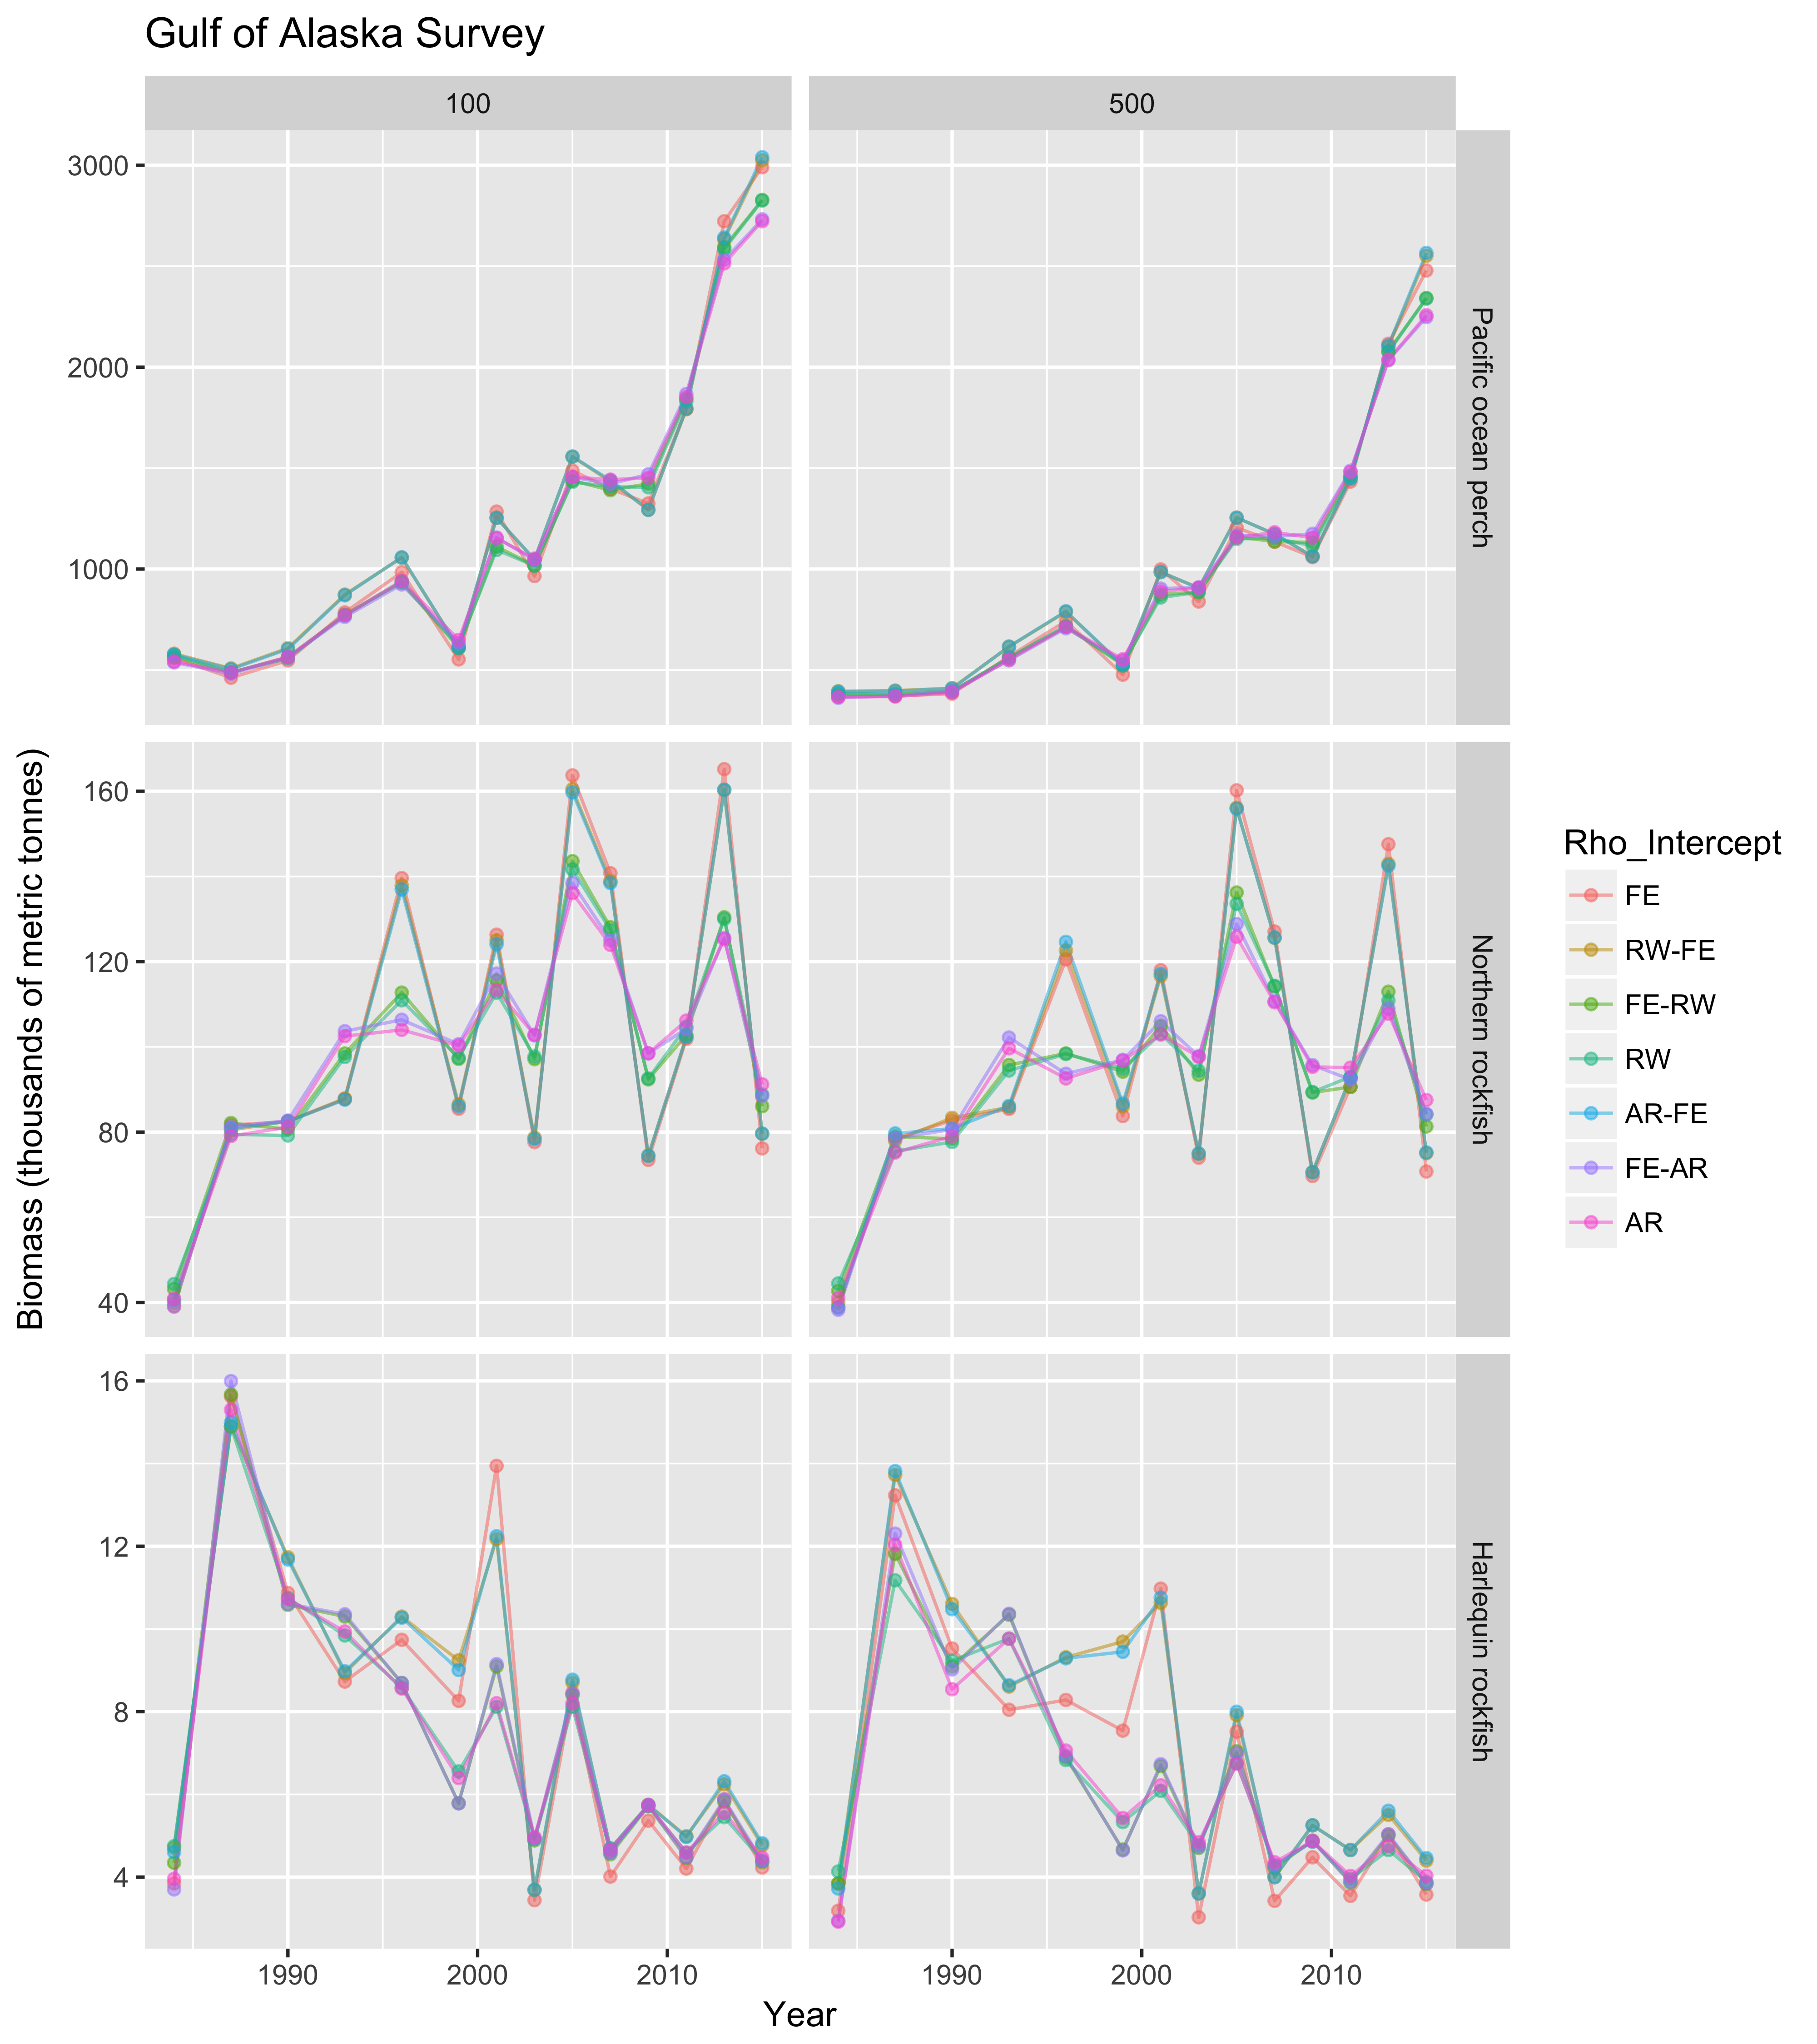 Gulf of Alaska Survey
100
500
3000
2000
1000
Pacific ocean perch
160
120
80
40
Northern rockfish
16
12
8
4
Harlequin rockfish
Biomass (thousands of metric tonnes)
1990
2000
2010
1990
2000
2010
Year
Rho_Intercept
FE
RW-FE
FE-RW
RW
AR-FE
FE-AR
AR